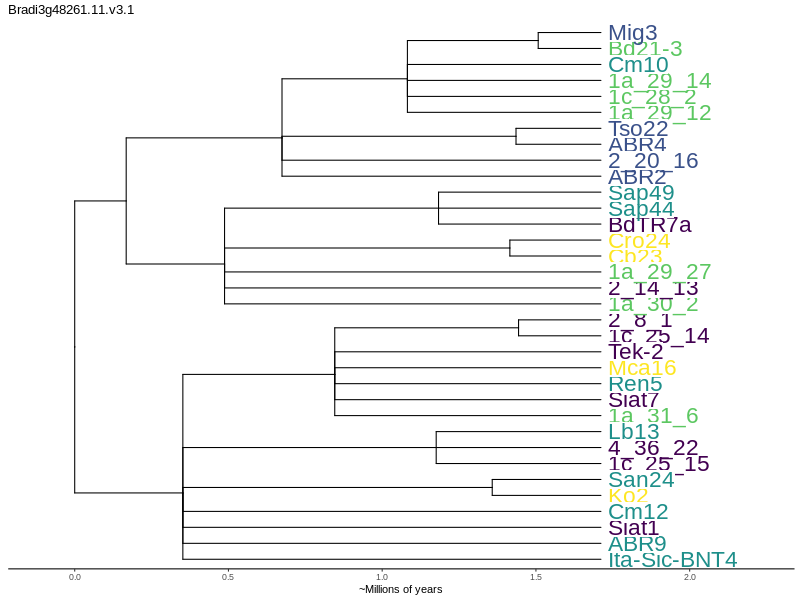 Bradi3g48261.11.v3.1
Mig3
Bd21-3
Cm10
1a_29_14
1c_28_2
1a_29_12
Tso22
ABR4
2_20_16
ABR2
Sap49
Sap44
BdTR7a
Cro24
Cb23
1a_29_27
2_14_13
1a_30_2
2_8_1
1c_25_14
Tek-2
Mca16
Ren5
Siat7
1a_31_6
Lb13
4_36_22
1c_25_15
San24
Ko2
Cm12
Siat1
ABR9
Ita-Sic-BNT4
0.0 0.5 1.0 1.5 2.0
~Millions of years